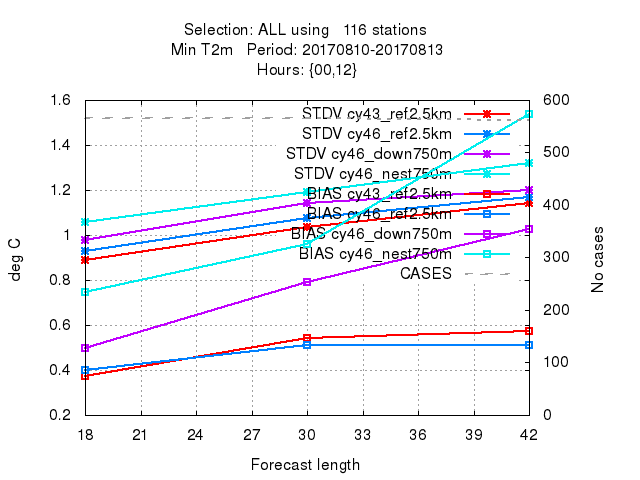 Selection: ALL using 116 stations
Min T2m Period: 20170810-20170813
Hours: {00,12}
1.6
1.4
1.2
1
0.8
0.6
0.4
0.2
deg C
STDV cy43_ref2.5km
STDV cy46_ref2.5km
STDV cy46_down750m
STDV cy46_nest750m
BIAS cy43_ref2.5km
BIAS cy46_ref2.5km
BIAS cy46_down750m
BIAS cy46_nest750m
CASES
600
500
400
300
200
100
0
No cases
18 21 24 27 30 33 36 39 42
Forecast length